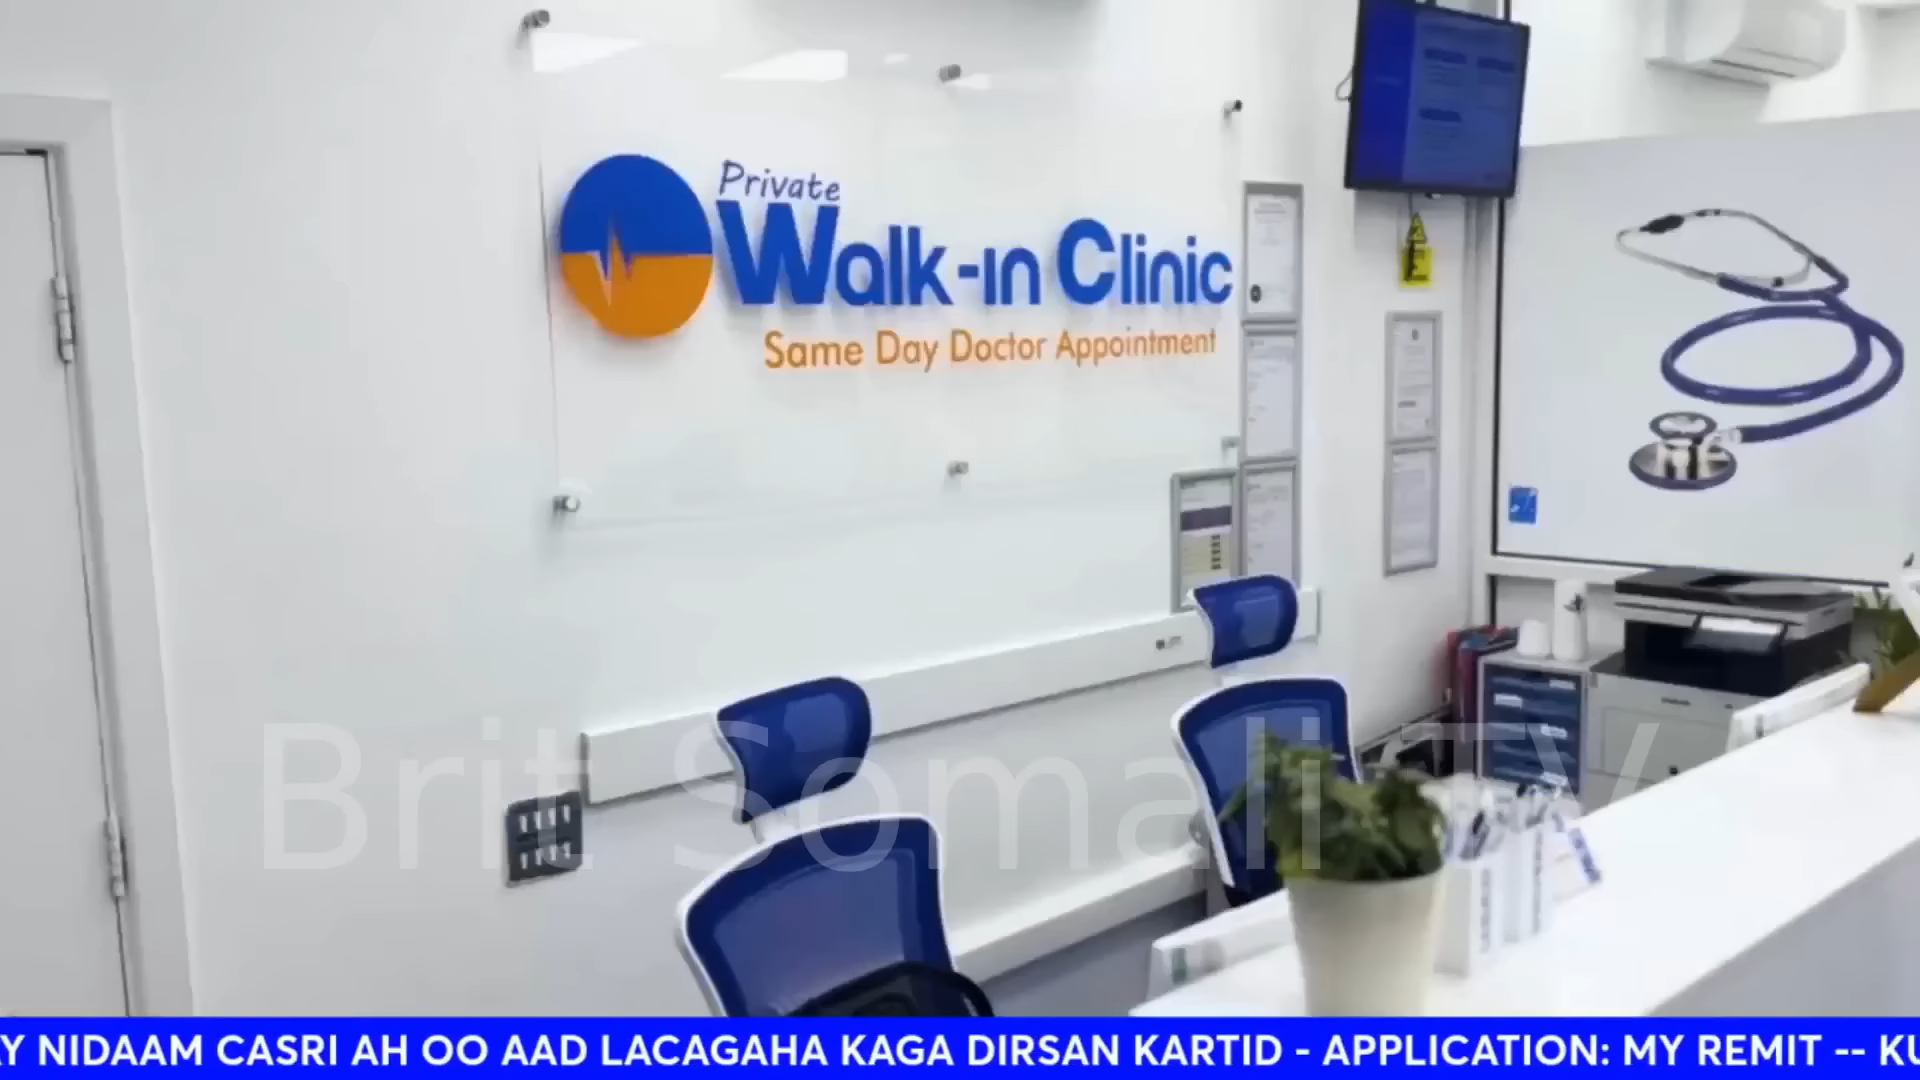 Private
Walk-in Clinic
Same Day Doctor Appointment
Brit Somali TV
AY NIDAAM CASRI AH OO AAD LACAGAHA KAGA DIRSAN KARTID - APPLICATION: MY REMIT -- KU